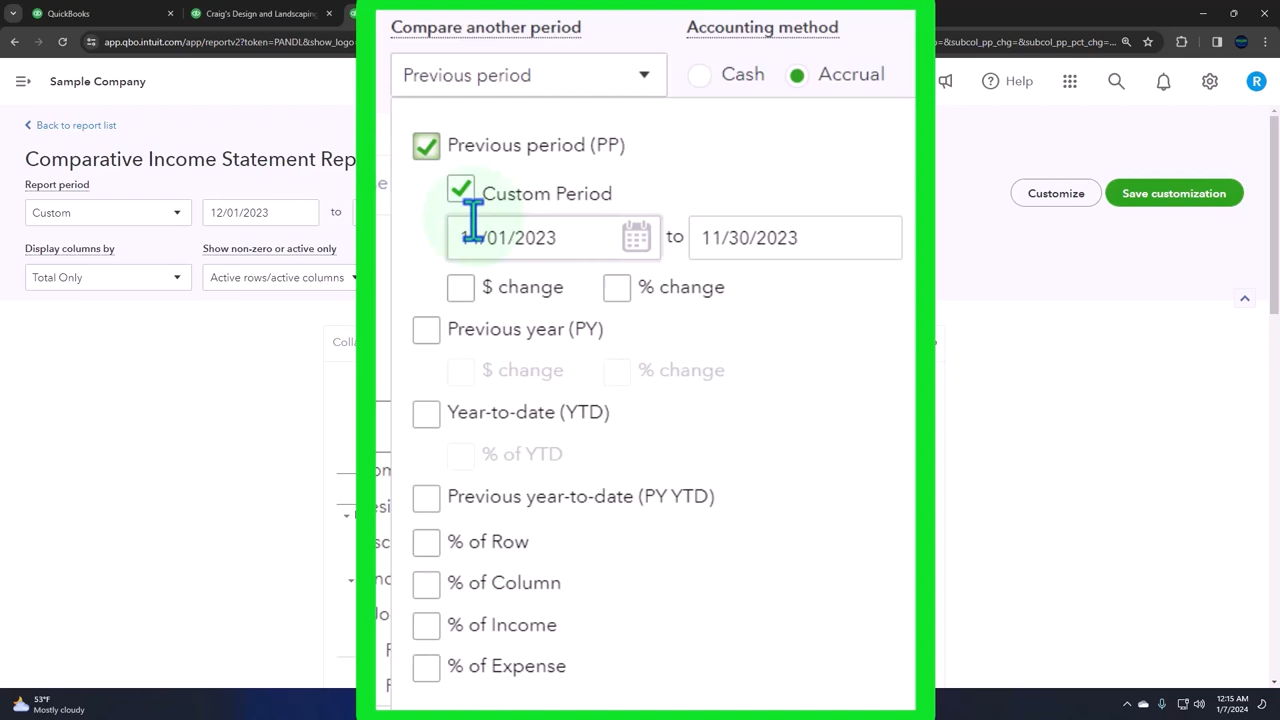 QuickBooks
Craig's Design and Landscaping
.qbo.intuit.com/app/report2?token=PANDL&show_logo
&subcol_pp_chg=&subcol_pp_pct_chg=
Sample Company
Help
R
Back to report list
Comparative Income Statement Rep
Report period
Custom
12/01/2023
to
Display columns by
Show non-zero or active only
Total Only
Active rows/active columns
Customize
Save customization
Compare another period
Accounting method
Previous period
Cash
Accrual
Previous period (PP)
Custom Period
/01/2023
to
11/30/2023
$ change
% change
Previous year (PY)
$ change
% change
Year-to-date (YTD)
% of YTD
Previous year-to-date (PY YTD)
% of Row
% of Column
% of Income
% of Expense
53°F
Mostly cloudy
12:15 AM
1/7/2024